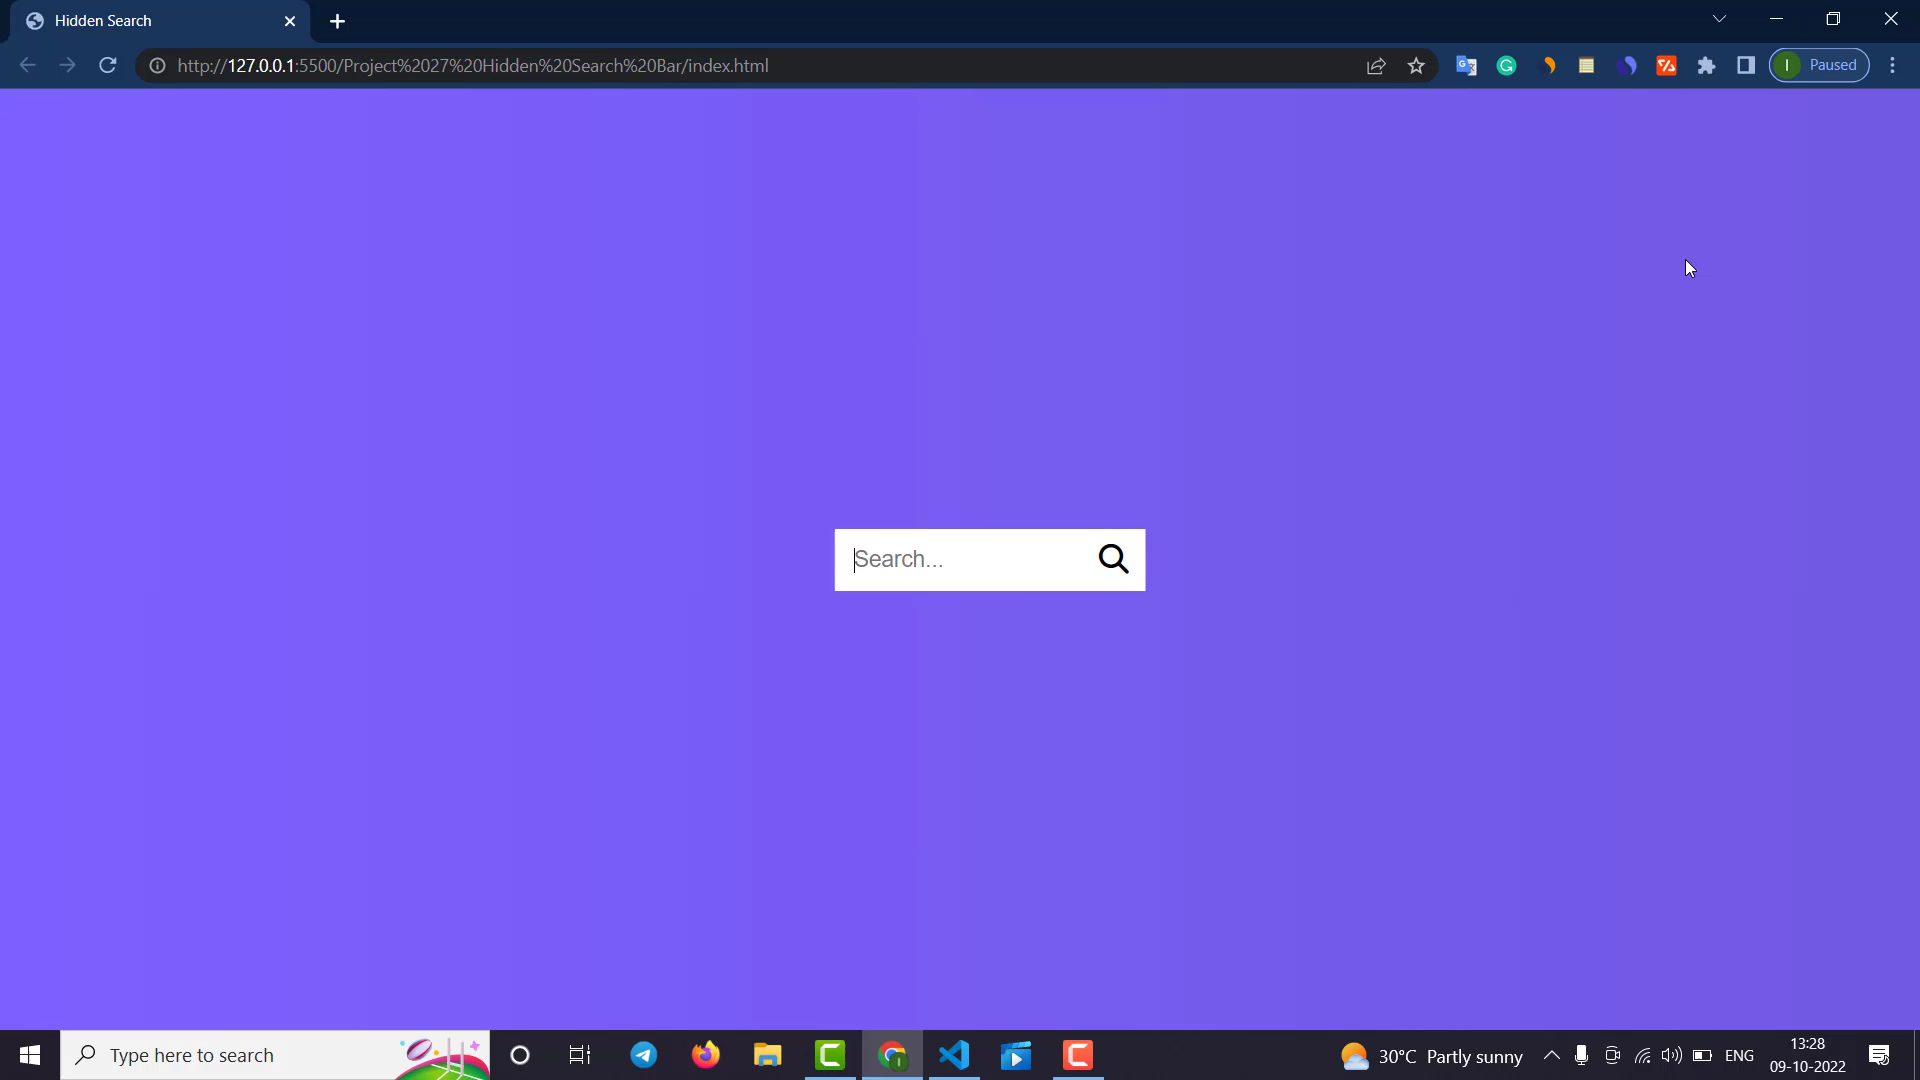 Hidden Search
http://127.0.0.1:5500/Project%2027%20Hidden%20Search%20Bar/index.html
I Paused
Search...
Type here to search
30°C Partly sunny
ENG
13:28
09-10-2022